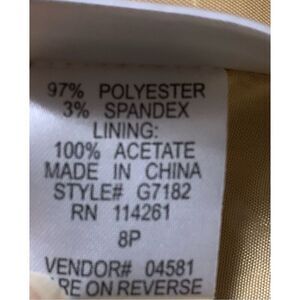 97% POLYESTER
3% SPANDEX
LINING:
100% ACETATE
MADE IN CHINA
STYLE# G7182
RN 114261
8P
VENDOR# 04581
ARE ON REVERSE